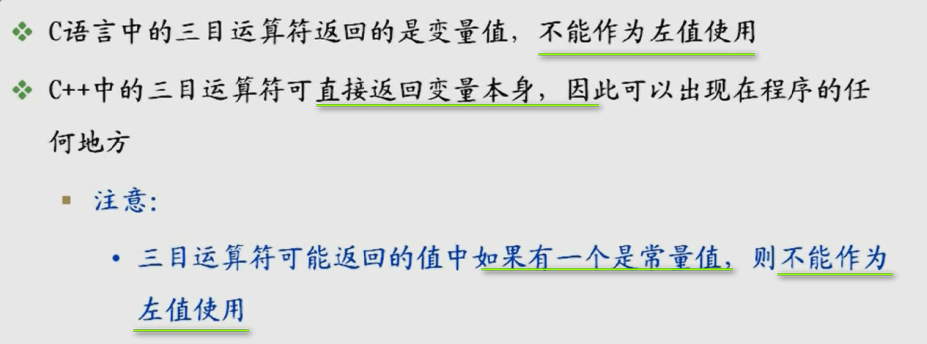 C语言中的三目运算符返回的是变量值，不能作为左值使用
C++中的三目运算符可直接返回变量本身，因此可以出现在程序的任
何地方
注意：
三目运算符可能返回的值中如果有一个是常量值，则不能作为
左值使用